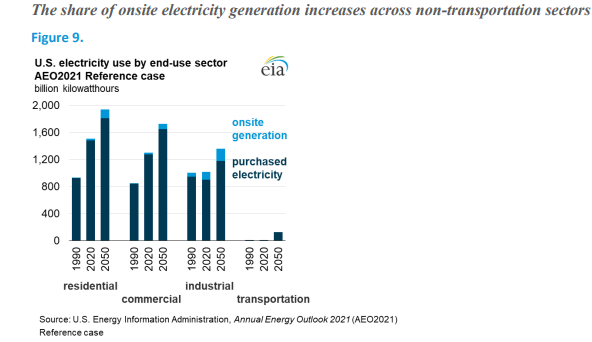 The share of onsite electricity generation increases across non-transportation sectors
Figure 9.
U.S. electricity use by end-use sector
AEO2021 Reference case
billion kilowatthours
eia
2,000
1,600
1,200
800
400
0
onsite
generation
purchased
electricity
1990 2020 2050 1990 2020 2050 1990 2020 2050 1990 2020 2050
residential industrial
commercial transportation
Source: U.S. Energy Information Administration, Annual Energy Outlook 2021 (AEO2021)
Reference case